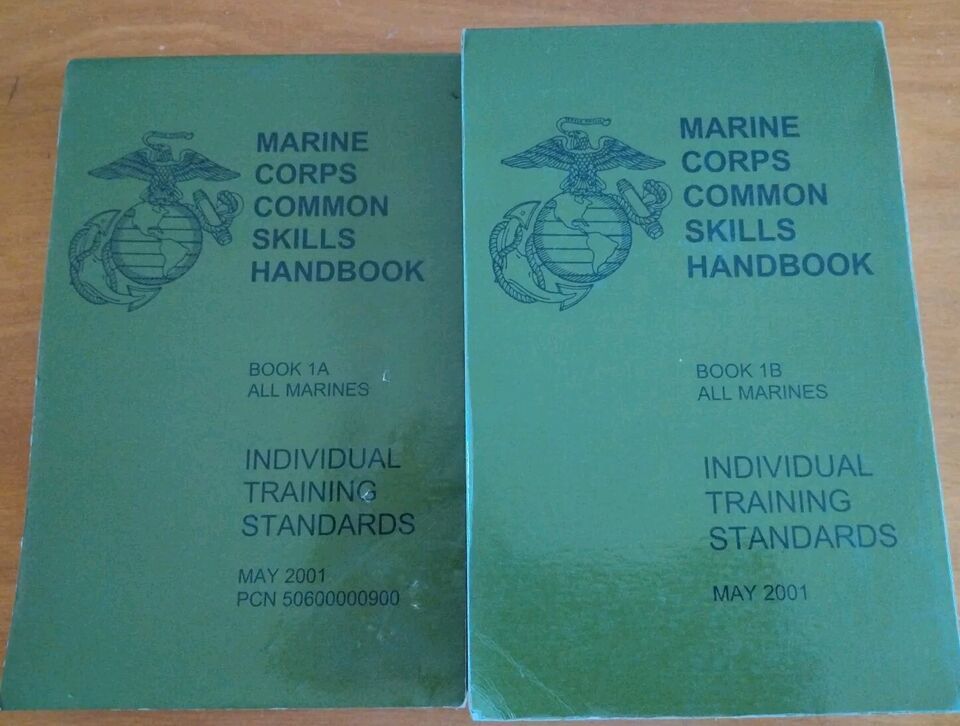 MARINE
CORPS
COMMON
SKILLS
HANDBOOK
BOOK 1A
ALL MARINES
INDIVIDUAL
TRAINING
STANDARDS
MAY 2001
PCN 50600000900
MARINE
CORPS
COMMON
SKILLS
HANDBOOK
BOOK 1B
ALL MARINES
INDIVIDUAL
TRAINING
STANDARDS
MAY 2001